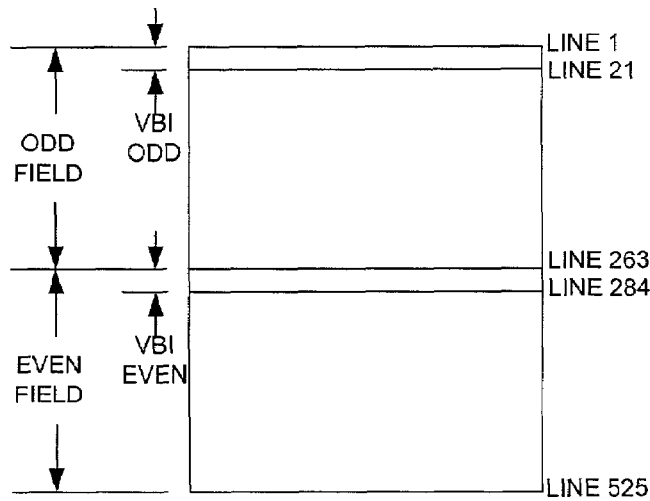 LINE 1
LINE 21
VBI
ODD
ODD
FIELD
LINE 263
LINE 284
VBI
EVEN
EVEN
FIELD
LINE 525